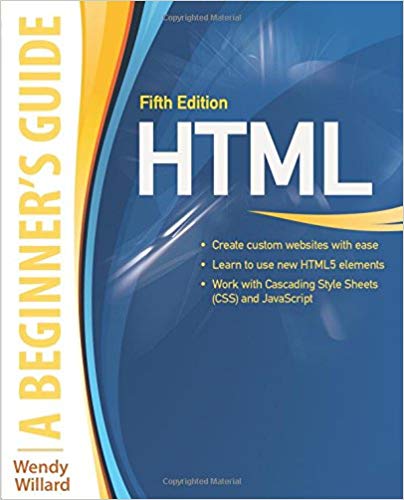 Copyrighted Material
A BEGINNER'S GUIDE
Fifth Edition
HTML
• Create custom websites with ease
• Learn to use new HTML5 elements
• Work with Cascading Style Sheets
(CSS) and JavaScript
Wendy
Willard
Copyrighted Material